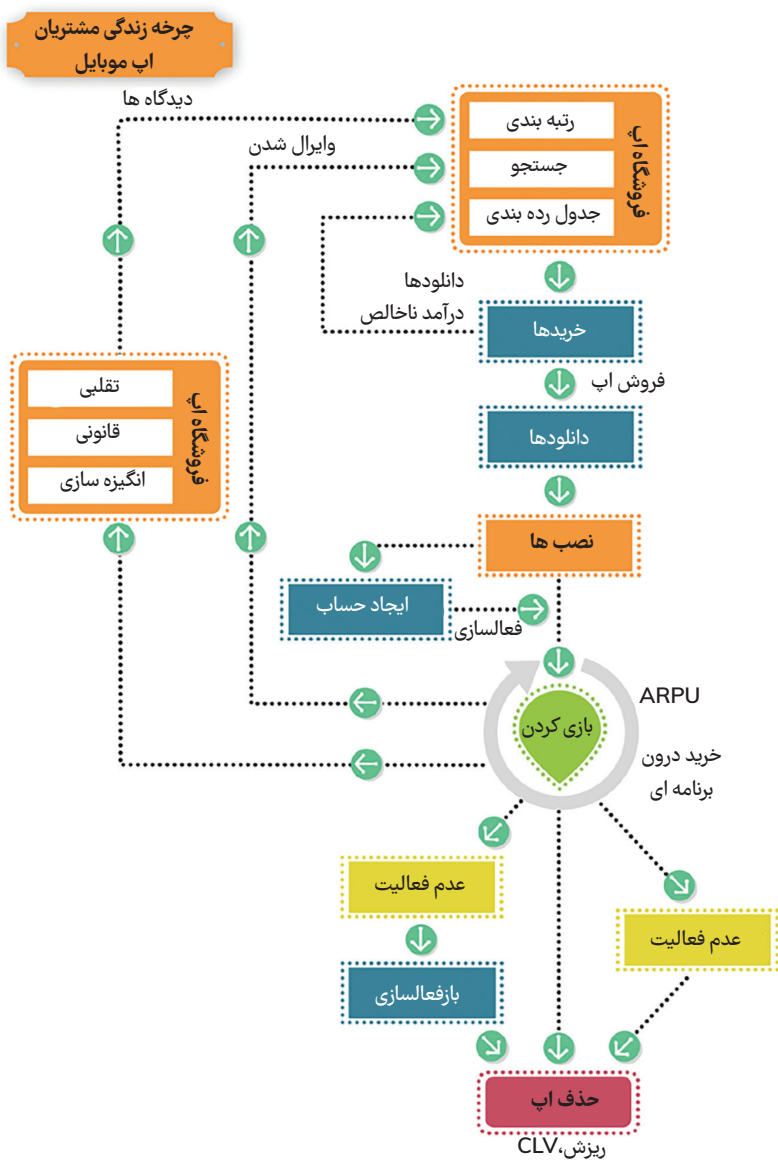 چرخه زندگی مشتریان
اپ موبایل
دیدگاه ها
وایرال شدن
فروشگاه اپ
رتبه بندی
جستجو
جدول رده بندی
دانلودها
درآمد ناخالص
خریدها
فروش اپ
دانلودها
فروشگاه اپ
تقلبی
قانونی
انگیزه سازی
نصب ها
ایجاد حساب
فعالسازی
بازی کردن
ARPU
خرید درون
برنامه ای
عدم فعالیت
عدم فعالیت
بازفعالسازی
حذف اپ
ریزش،CLV